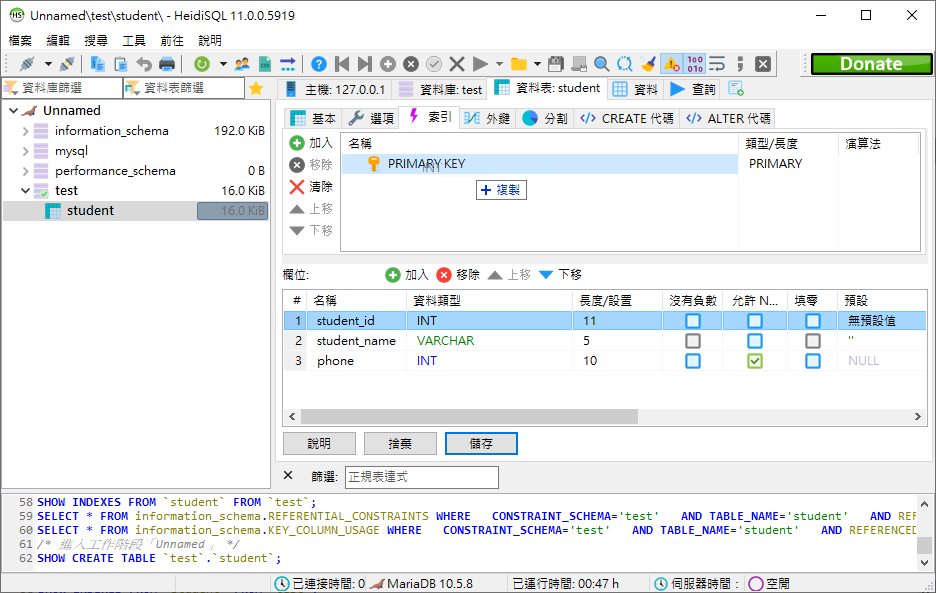 Unnamed\test\student\ - HeidiSQL 11.0.0.5919
檔案 編輯 搜尋 工具 前往 說明
Donate
資料庫篩選 資料表篩選
主機: 127.0.0.1 資料庫: test 資料表: student 資料 查詢
Unnamed
information_schema 192.0 KiB
mysql
performance_schema 0 B
test 16.0 KiB
student 16.0 KiB
基本 選項 索引 外鍵 分割 CREATE 代碼 ALTER 代碼
加入
移除
清除
上移
下移
名稱 類型/長度 演算法
PRIMARY KEY PRIMARY
INT
+ 複製
欄位: 加入 移除 上移 下移
# 名稱 資料類型 長度/設置 沒有負數 允許 N... 填零 預設
1 student_id INT 11 無預設值
2 student_name VARCHAR 5 ''
3 phone INT 10 NULL
說明 捨棄 儲存
篩選: 正規表達式
58 SHOW INDEXES FROM `student` FROM `test`;
59 SELECT * FROM information_schema.REFERENTIAL_CONSTRAINTS WHERE CONSTRAINT_SCHEMA='test' AND TABLE_NAME='student' AND REF
60 SELECT * FROM information_schema.KEY_COLUMN_USAGE WHERE CONSTRAINT_SCHEMA='test' AND TABLE_NAME='student' AND REFERENCED
61 /* 進入工作階段「Unnamed」 */
62 SHOW CREATE TABLE `test`.`student`;
已連接時間: 0 MariaDB 10.5.8 已運行時間: 00:47 h 伺服器時間 : 空閒